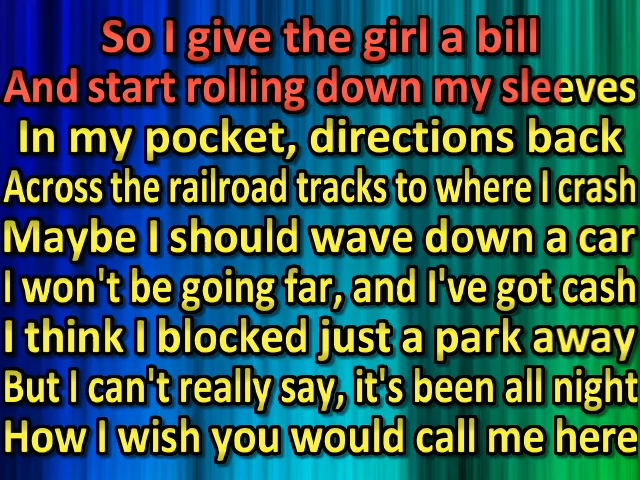 So I give the girl a bill
And start rolling down my sleeves
In my pocket, directions back
Across the railroad tracks to where I crash
Maybe I should wave down a car
I won't be going far, and I've got cash
I think I blocked just a park away
But I can't really say, it's been all night
How I wish you would call me here